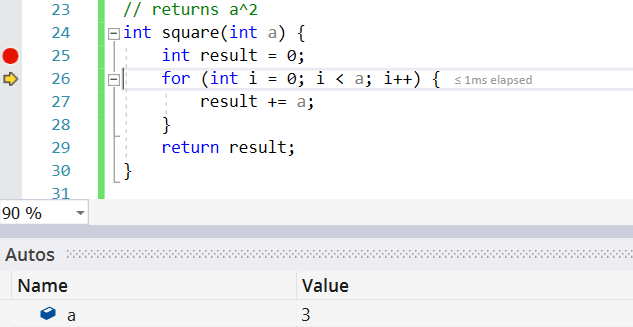 23 // returns a^2
24 int square(int a) {
25 int result = 0;
26 for (int i = 0; i < a; i++) { ≤ 1ms elapsed
27 result += a;
28 }
29 return result;
30 }
31
90 %
Autos
Name Value
a 3